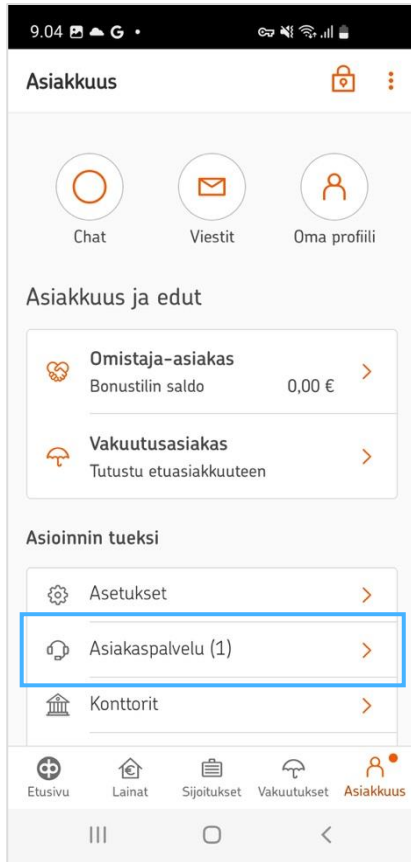 9.04 G •
Asiakkuus
Chat Viestit Oma profiili
Asiakkuus ja edut
Omistaja-asiakas
Bonustilin saldo 0,00 €
Vakuutusasiakas
Tutustu etuasiakkuuteen
Asioinnin tueksi
Asetukset
Asiakaspalvelu (1)
Konttorit
Etusivu Lainat Sijoitukset Vakuutukset Asiakkuus